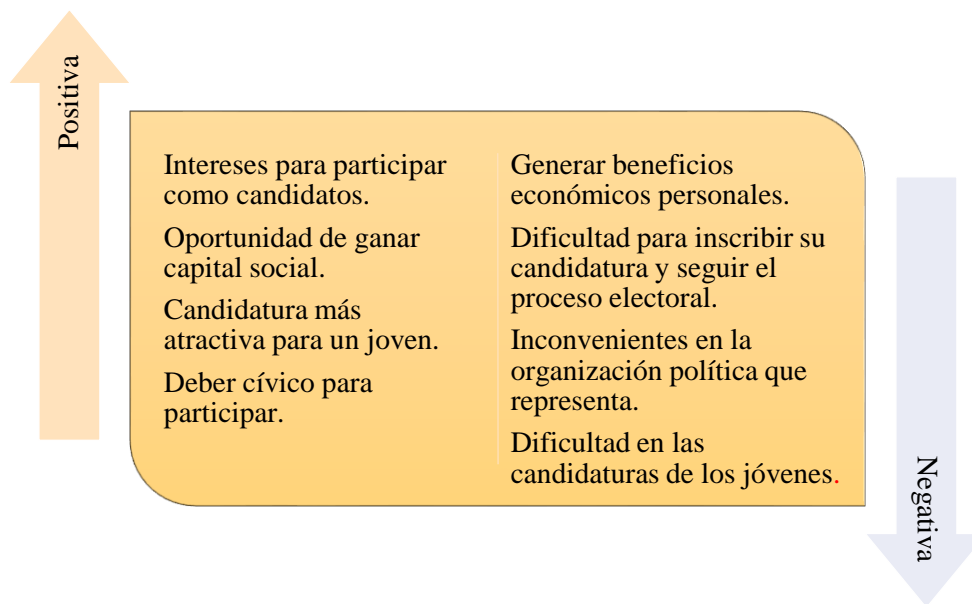 Positiva
Intereses para participar
como candidatos.
Oportunidad de ganar
capital social.
Candidatura más
atractiva para un joven.
Deber cívico para
participar.
Generar beneficios
económicos personales.
Dificultad para inscribir su
candidatura y seguir el
proceso electoral.
Inconvenientes en la
organización política que
representa.
Dificultad en las
candidaturas de los jóvenes.
Negativa